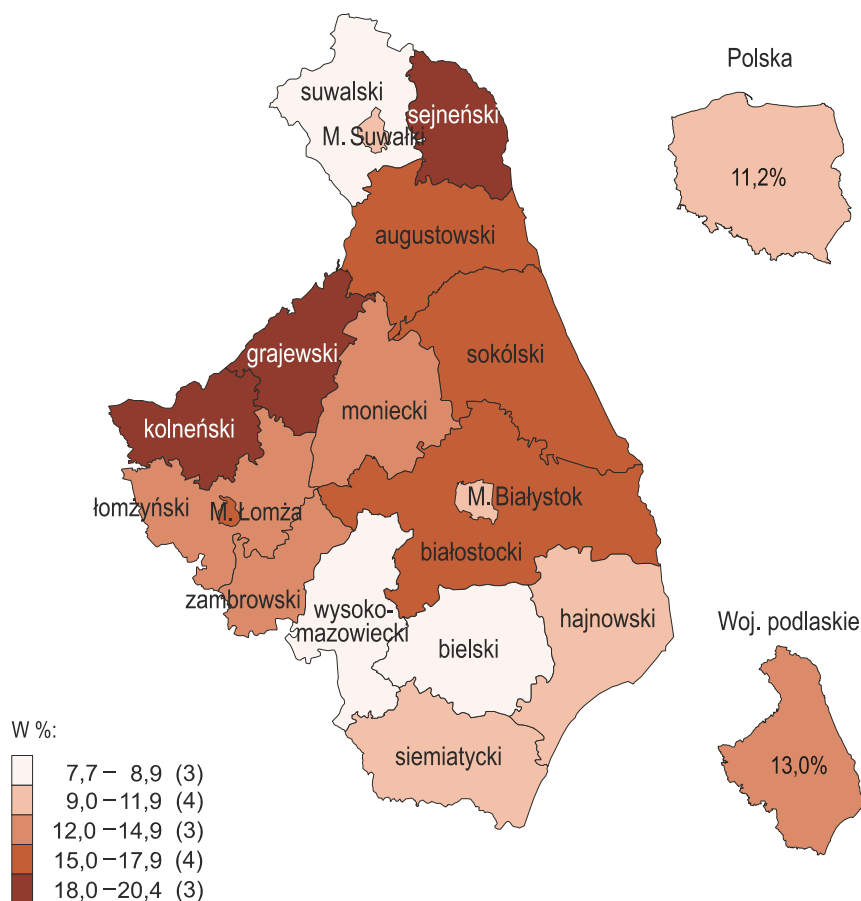 Polska
suwalski
sejneński
M. Suwałki
11,2%
augustowski
grajewski
sokólski
moniecki
kolneński
łomżyński
M. Łomża
M. Białystok
białostocki
zambrowski
wysoko-
mazowiecki
hajnowski
bielski
Woj. podlaskie
siemiatycki
13,0%
W %:
7,7 – 8,9 (3)
9,0 – 11,9 (4)
12,0 – 14,9 (3)
15,0 – 17,9 (4)
18,0 – 20,4 (3)